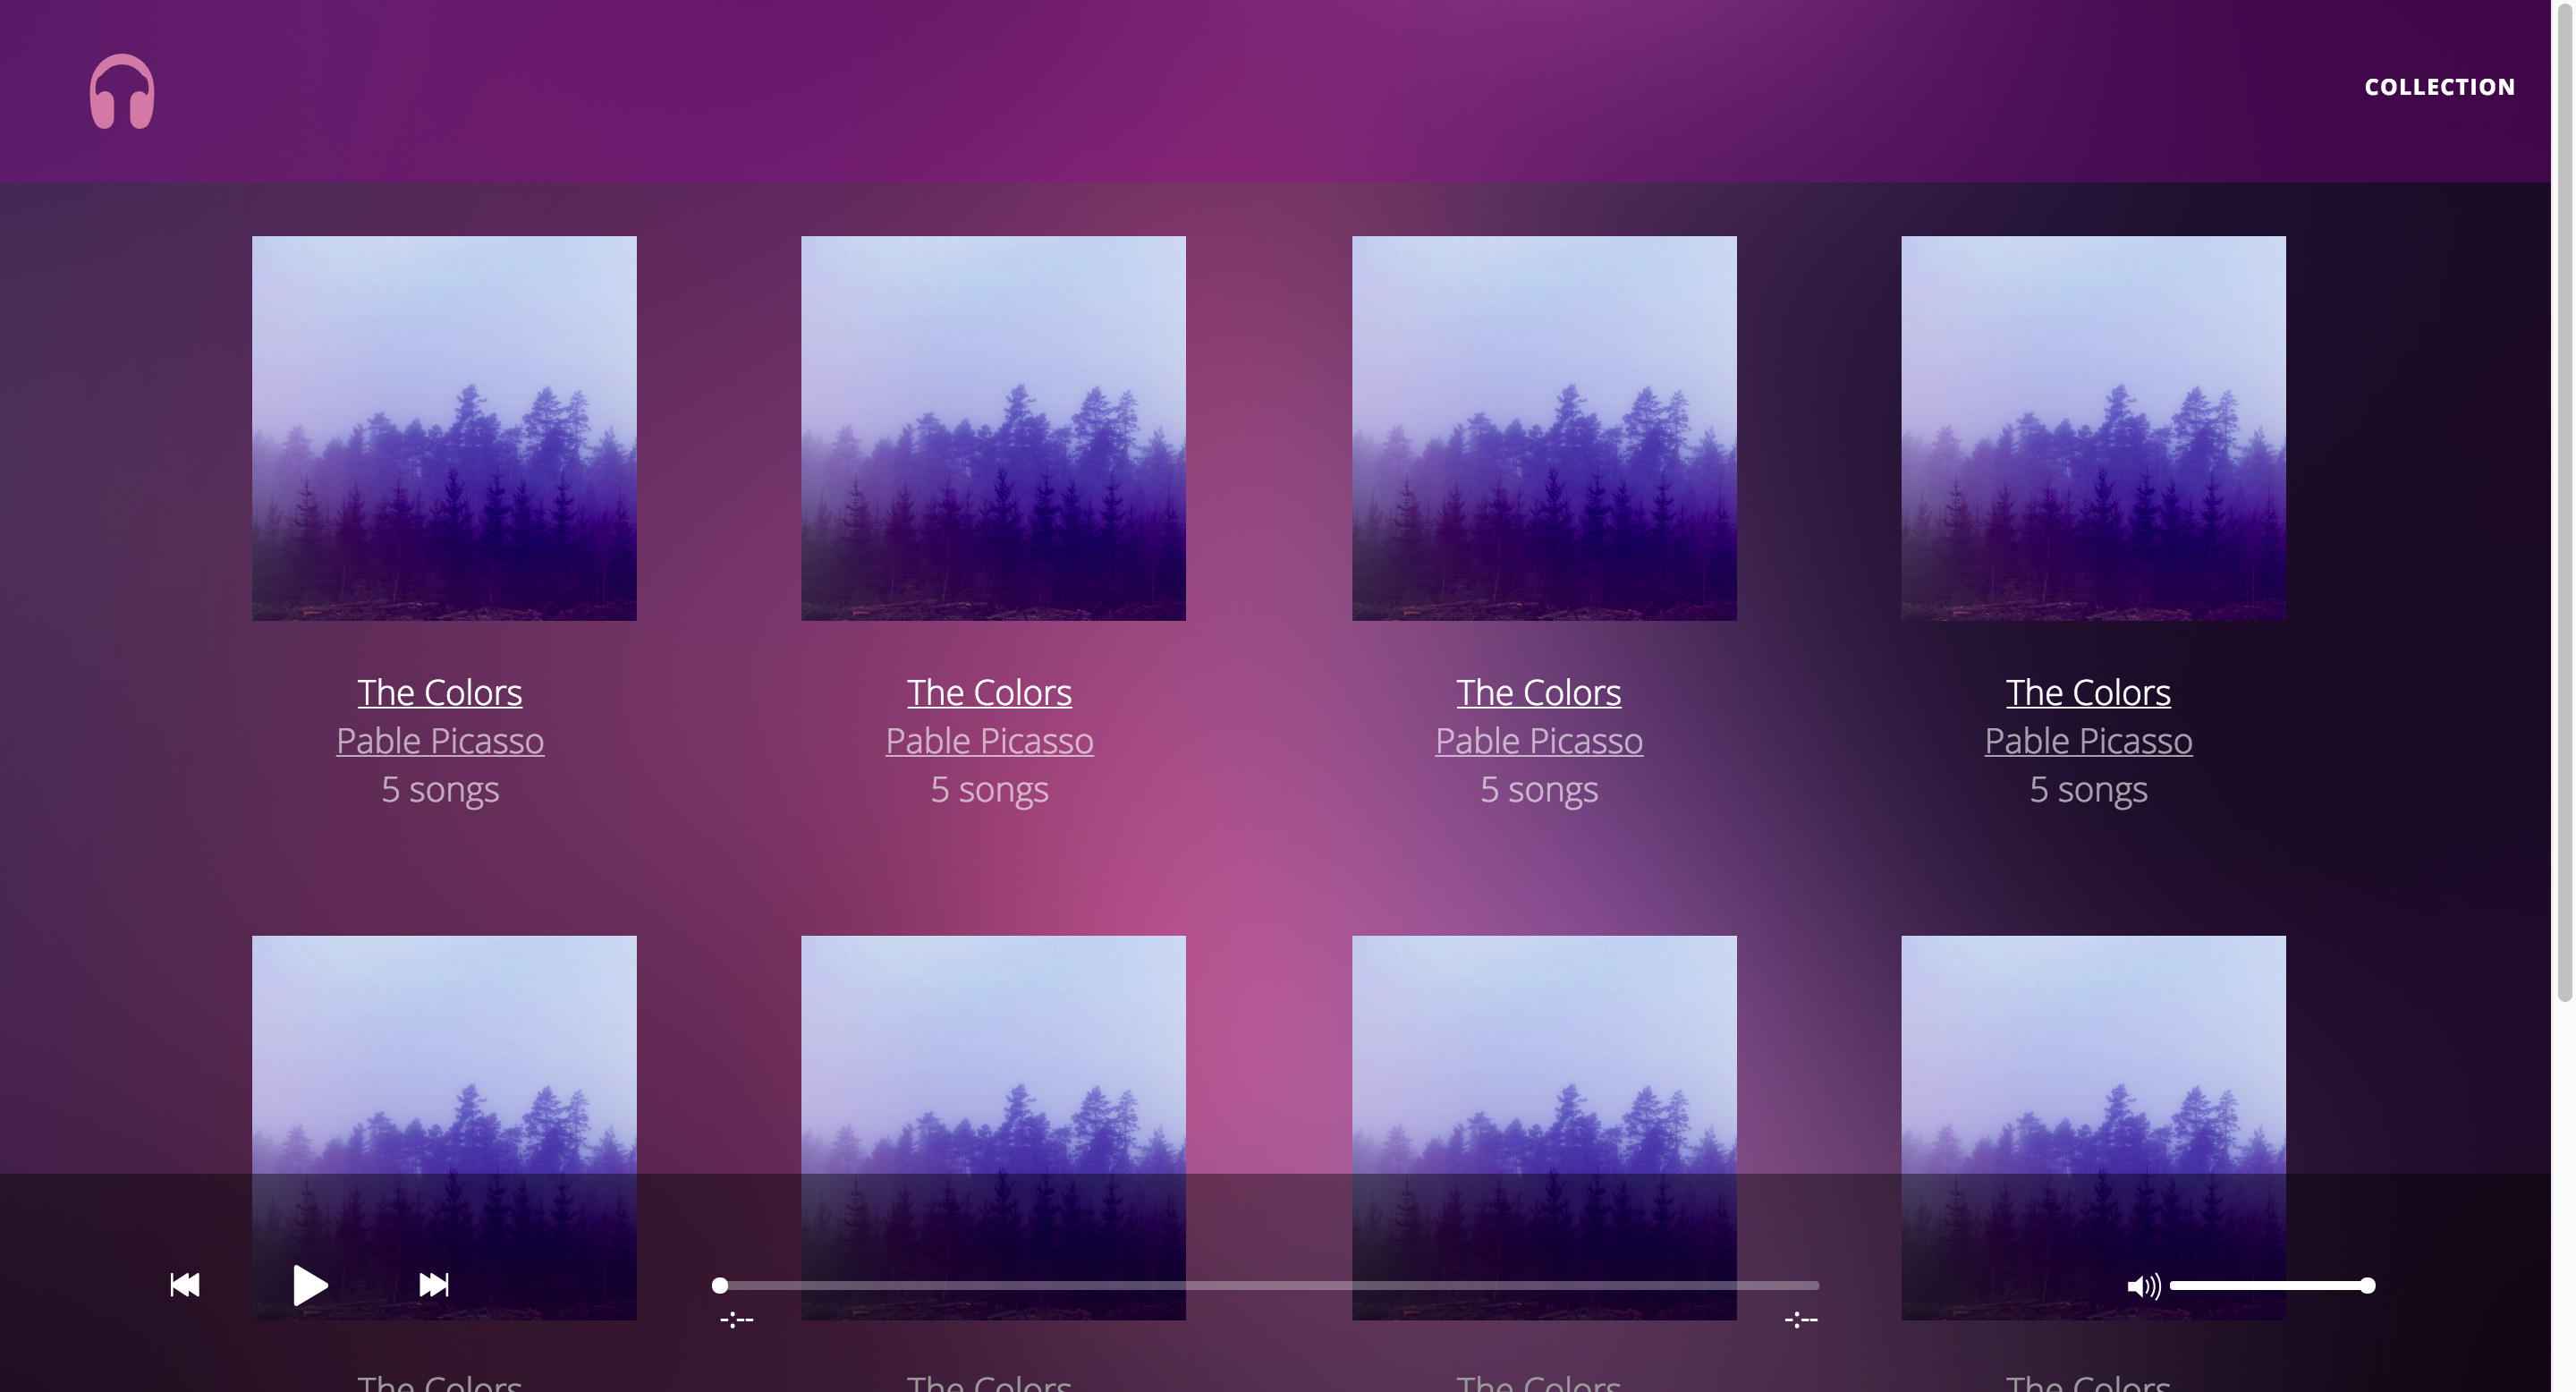 COLLECTION
The Colors The Colors The Colors The Colors
Pable Picasso Pable Picasso Pable Picasso Pable Picasso
5 songs 5 songs 5 songs 5 songs
-:-- -:--
The Colors The Colors The Colors The Colors